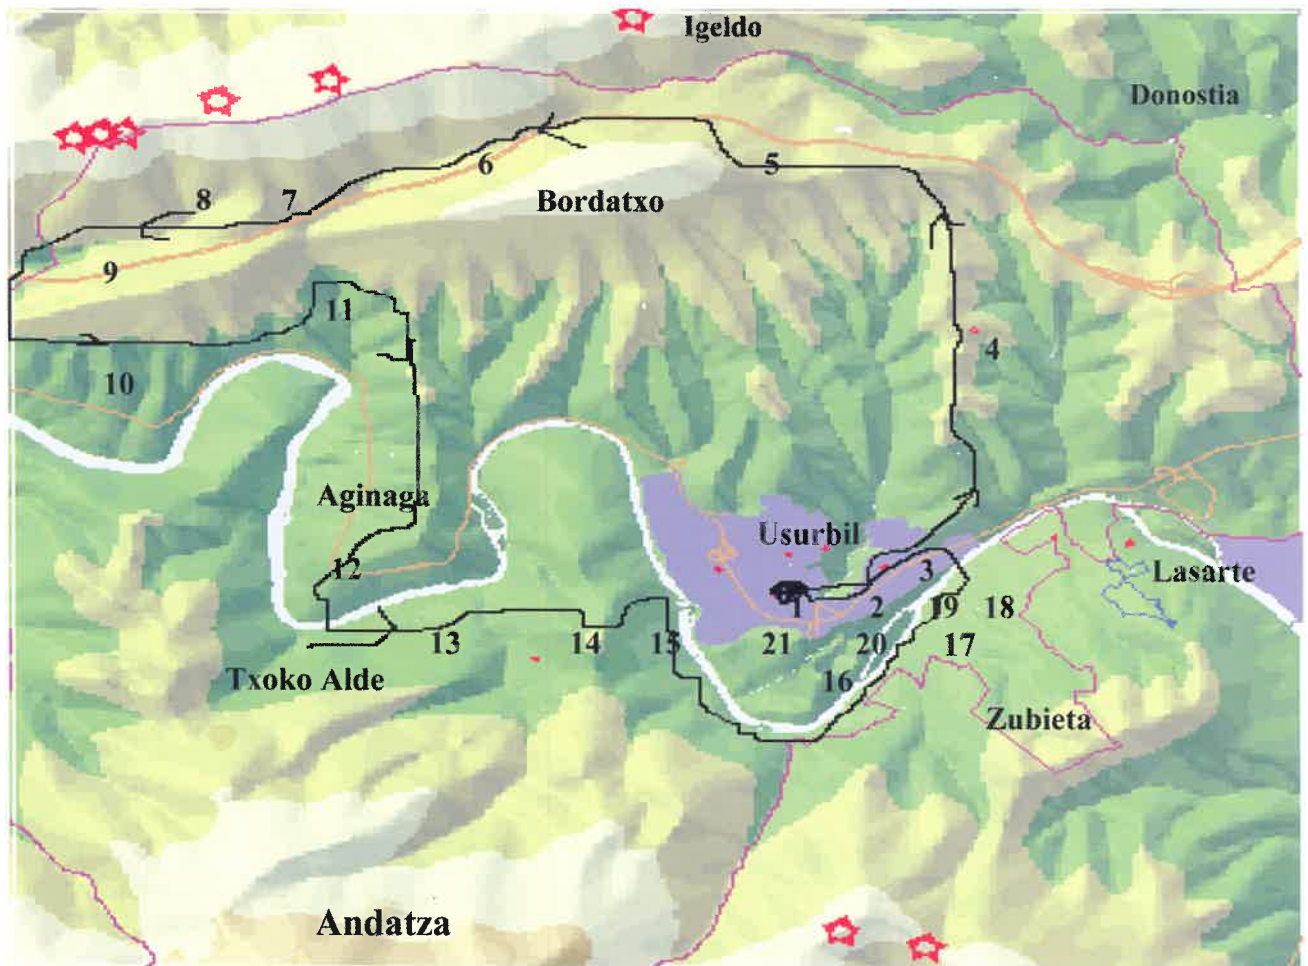 Igeldo
Donostia
6
5
8
7
Bordatxo
9
11
4
10
Aginaga
Usurbil
12
3
Lasarte
1
2
19
18
13
14
15
21
20
17
16
Txoko Alde
Zubieta
Andatza